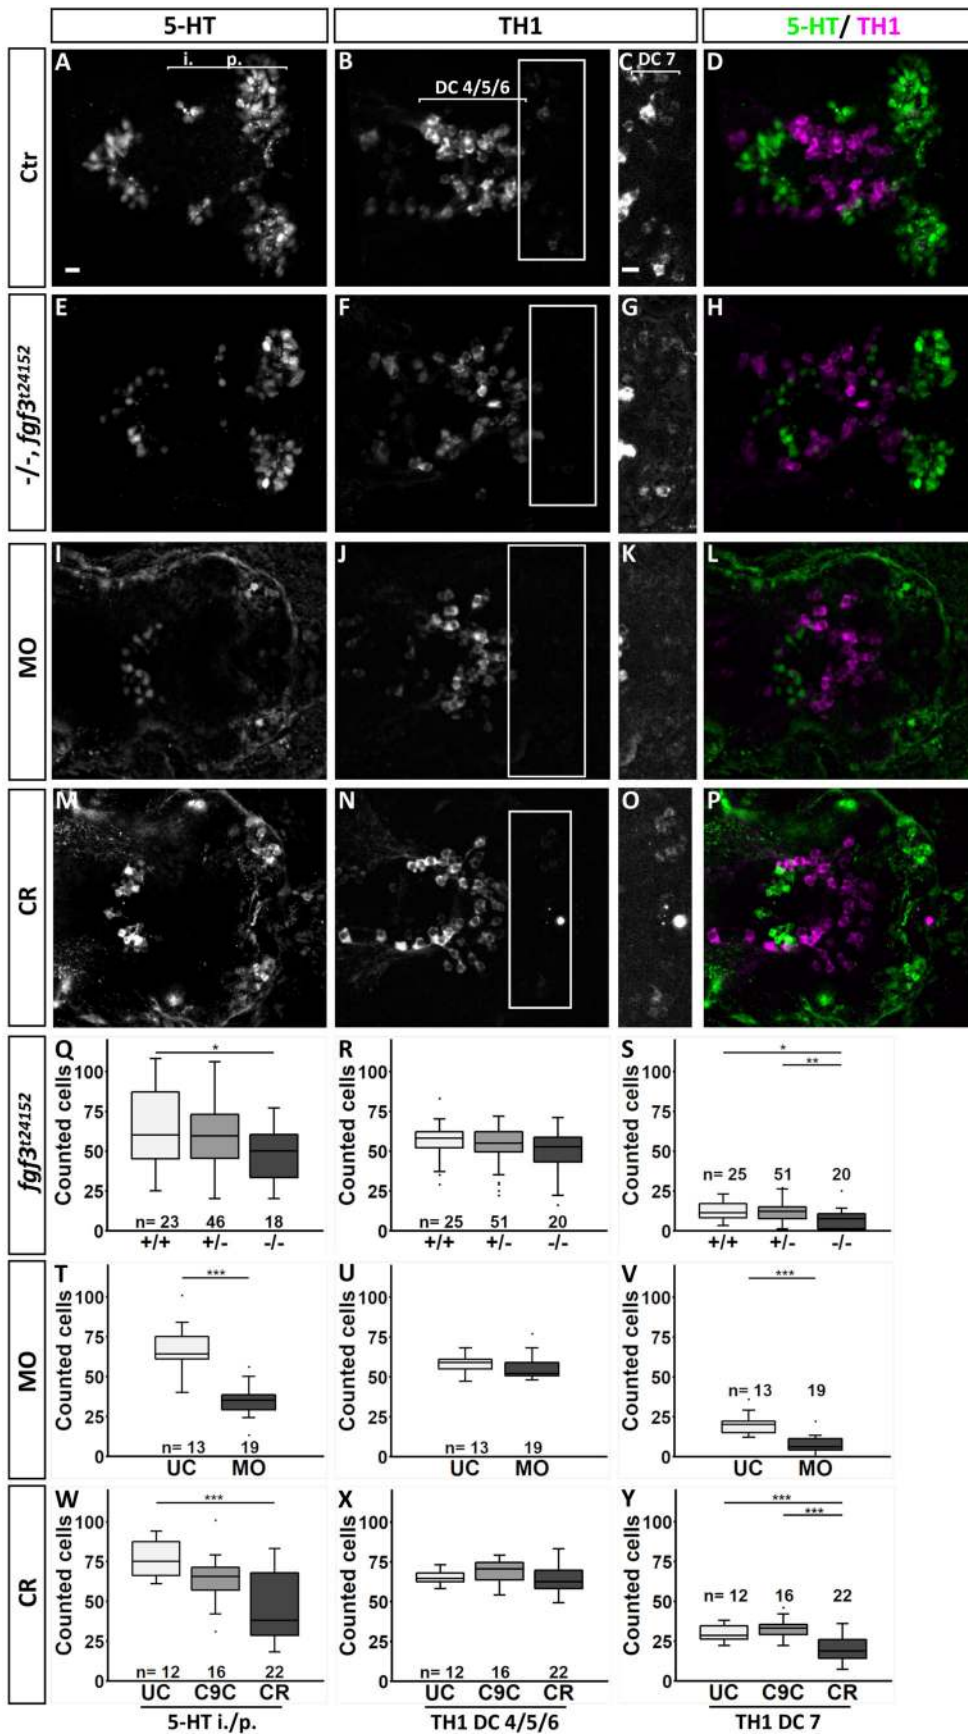 5-HT TH1 5-HT/ TH1
Ctr
A i. p. B DC 4/5/6 C DC 7 D
-/-, fgf3t24152
E F G H
MO
I J K L
CR
M N O P
fgf3t24152
Q R S
Counted cells Counted cells Counted cells
* * **
100 100 100
75 75 75
50 50 50
25 25 25
0 0 0
n= 23 46 18 n= 25 51 20 n= 25 51 20
+/+ +/- -/- +/+ +/- -/- +/+ +/- -/-
MO
T U V
Counted cells Counted cells Counted cells
*** ***
100 100 100
75 75 75
50 50 50
25 25 25
0 0 0
n= 13 19 n= 13 19 n= 13 19
UC MO UC MO UC MO
CR
W X Y
Counted cells Counted cells Counted cells
*** *** ***
100 100 100
75 75 75
50 50 50
25 25 25
0 0 0
n= 12 16 22 n= 12 16 22 n= 12 16 22
UC C9C CR UC C9C CR UC C9C CR
5-HT i./p. TH1 DC 4/5/6 TH1 DC 7